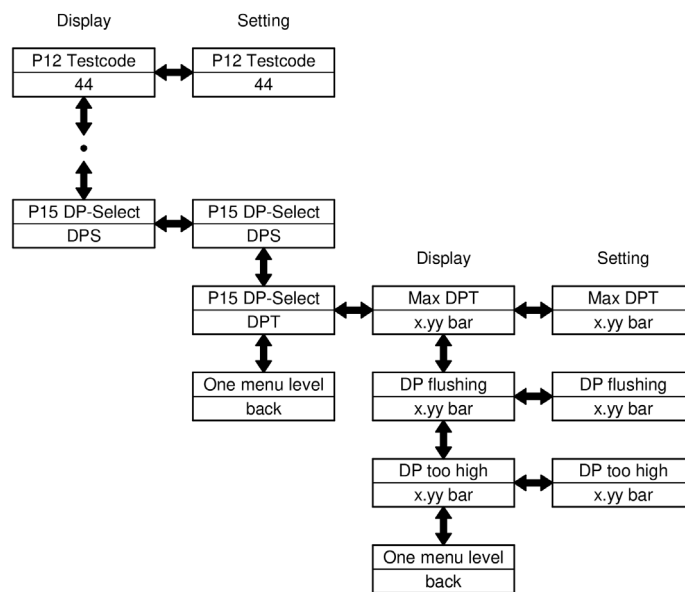 Display Setting
P12 Testcode P12 Testcode
44 44
P15 DP-Select P15 DP-Select
DPS DPS
Display Setting
P15 DP-Select Max DPT Max DPT
DPT x.yy bar x.yy bar
One menu level DP flushing DP flushing
back x.yy bar x.yy bar
DP too high DP too high
x.yy bar x.yy bar
One menu level
back